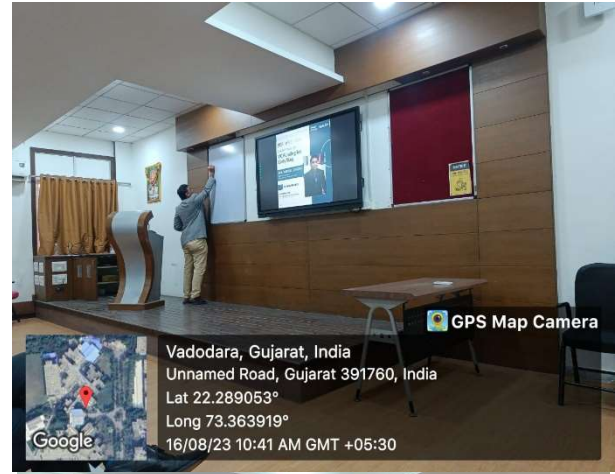 GPS Map Camera
Vadodara, Gujarat, India
Unnamed Road, Gujarat 391760, India
Lat 22.289053°
Long 73.363919°
16/08/23 10:41 AM GMT +05:30
Google